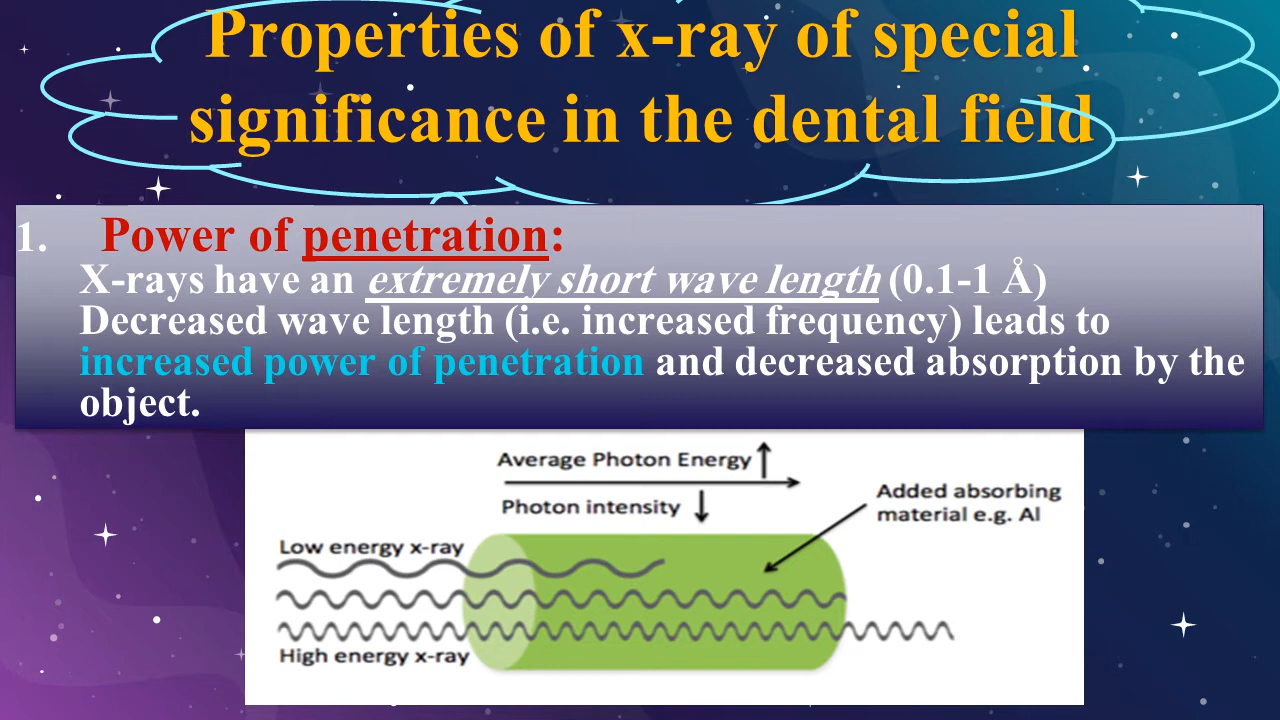 Properties of x-ray of special
significance in the dental field
1. Power of penetration:
X-rays have an extremely short wave length (0.1-1 Å)
Decreased wave length (i.e. increased frequency) leads to
increased power of penetration and decreased absorption by the
object.
Average Photon Energy
Photon intensity
Added absorbing
material e.g. Al
Low energy x-ray
High energy x-ray